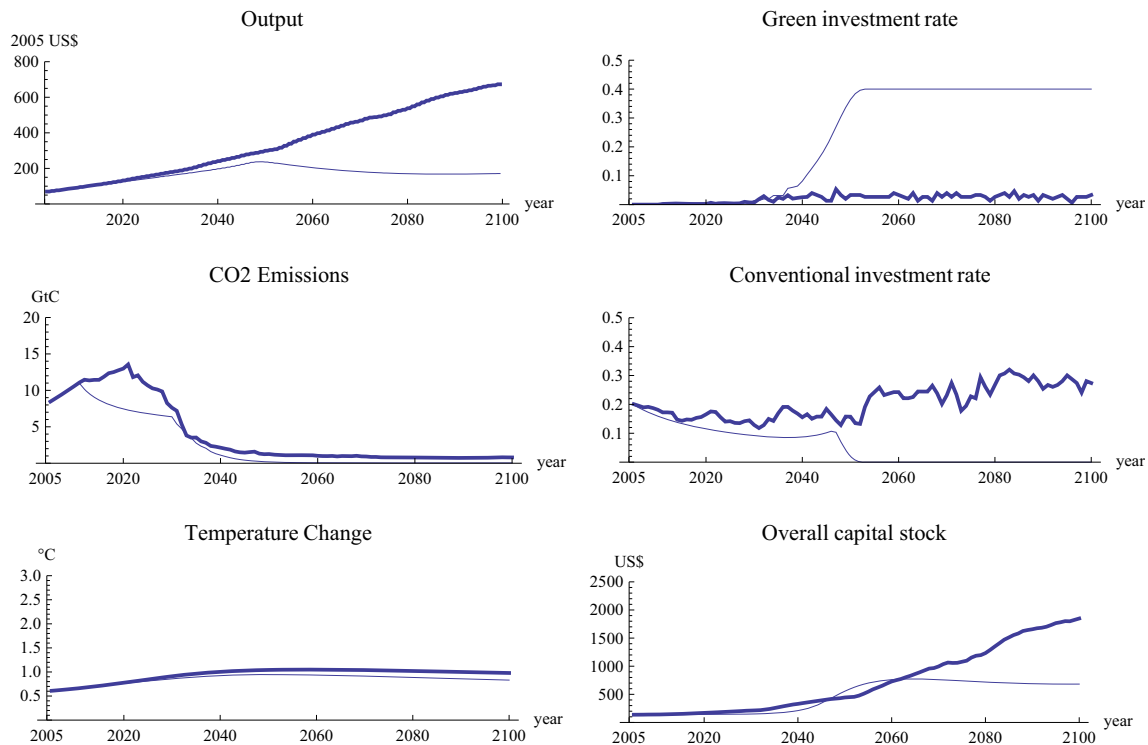 Output
2005 US$
800
600
400
200
2020 2040 2060 2080 2100 year
Green investment rate
0.5
0.4
0.3
0.2
0.1
2005 2020 2040 2060 2080 2100 year
CO2 Emissions
GtC
20
15
10
5
2005 2020 2040 2060 2080 2100 year
Conventional investment rate
0.5
0.4
0.3
0.2
0.1
2005 2020 2040 2060 2080 2100 year
Temperature Change
°C
3.0
2.5
2.0
1.5
1.0
0.5
2005 2020 2040 2060 2080 2100 year
Overall capital stock
US$
2500
2000
1500
1000
500
2005 2020 2040 2060 2080 2100 year